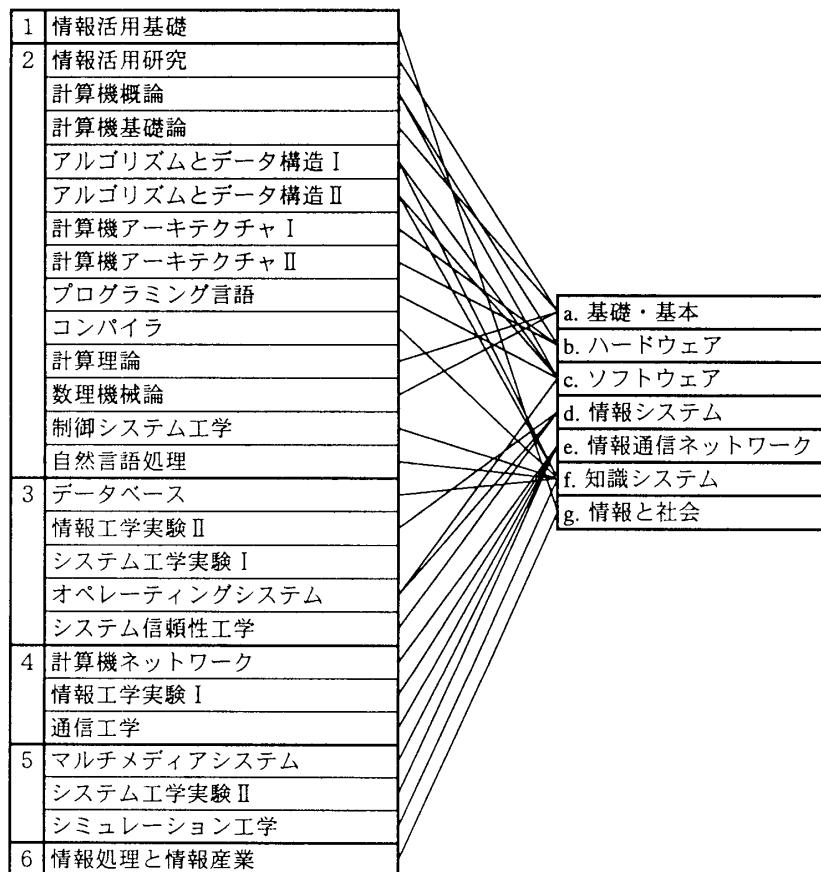 1 情報活用基礎
2 情報活用研究
計算機概論
計算機基礎論
アルゴリズムとデータ構造Ⅰ
アルゴリズムとデータ構造Ⅱ
計算機アーキテクチャⅠ
計算機アーキテクチャⅡ
プログラミング言語
コンパイラ
計算理論
数理機械論
制御システム工学
自然言語処理
3 データベース
情報工学実験Ⅱ
システム工学実験Ⅰ
オペレーティングシステム
システム信頼性工学
4 計算機ネットワーク
情報工学実験Ⅰ
通信工学
5 マルチメディアシステム
システム工学実験Ⅱ
シミュレーション工学
6 情報処理と情報産業
a. 基礎・基本
b. ハードウェア
c. ソフトウェア
d. 情報システム
e. 情報通信ネットワーク
f. 知識システム
g. 情報と社会